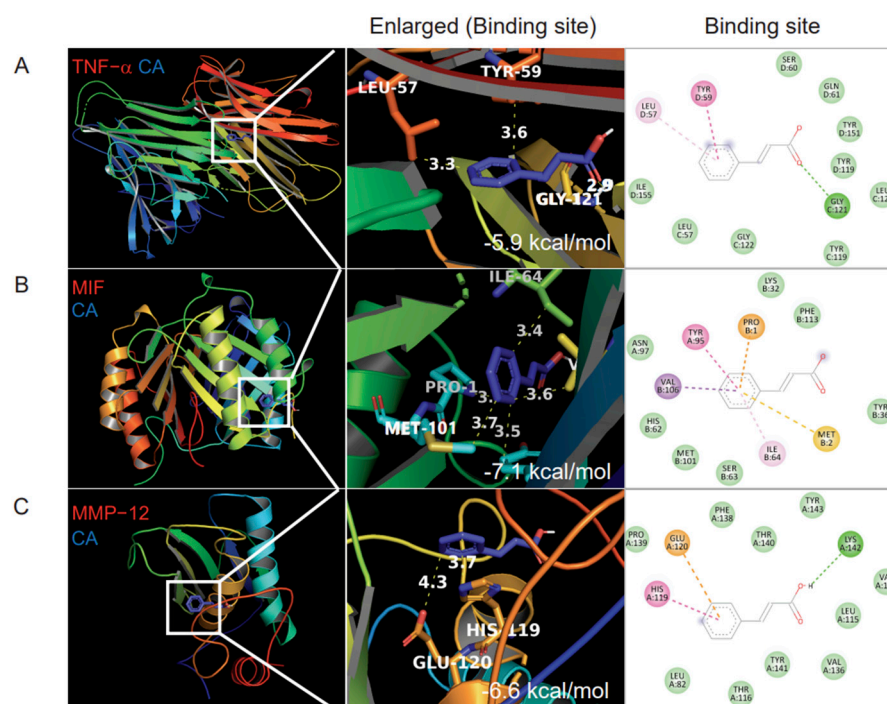 Enlarged (Binding site)
Binding site
A
TNF-α CA
LEU-57
TYR-59
3.6
3.3
2.9
GLY-121
-5.9 kcal/mol
SER
D:60
TYR
D:59
GLN
D:61
LEU
D:57
TYR
D:151
TYR
D:119
ILE
D:155
GLY
C:121
LEU
C:57
GLY
C:122
TYR
C:119
B
MIF
CA
ILE-64
3.4
PRO-1
3.6
3.7
MET-101
3.5
-7.1 kcal/mol
LYS
B:32
PRO
B:1
PHE
B:113
TYR
A:95
ASN
A:97
VAL
B:106
HIS
B:62
TYR
B:36
MET
B:2
MET
B:101
SER
B:63
ILE
B:64
C
MMP-12
CA
3.7
4.3
HIS-119
GLU-120
-6.6 kcal/mol
PHE
A:138
TYR
A:143
PRO
A:139
GLU
A:120
THR
A:140
LYS
A:142
HIS
A:119
H
LEU
A:115
LEU
A:82
THR
A:116
TYR
A:141
VAL
A:136